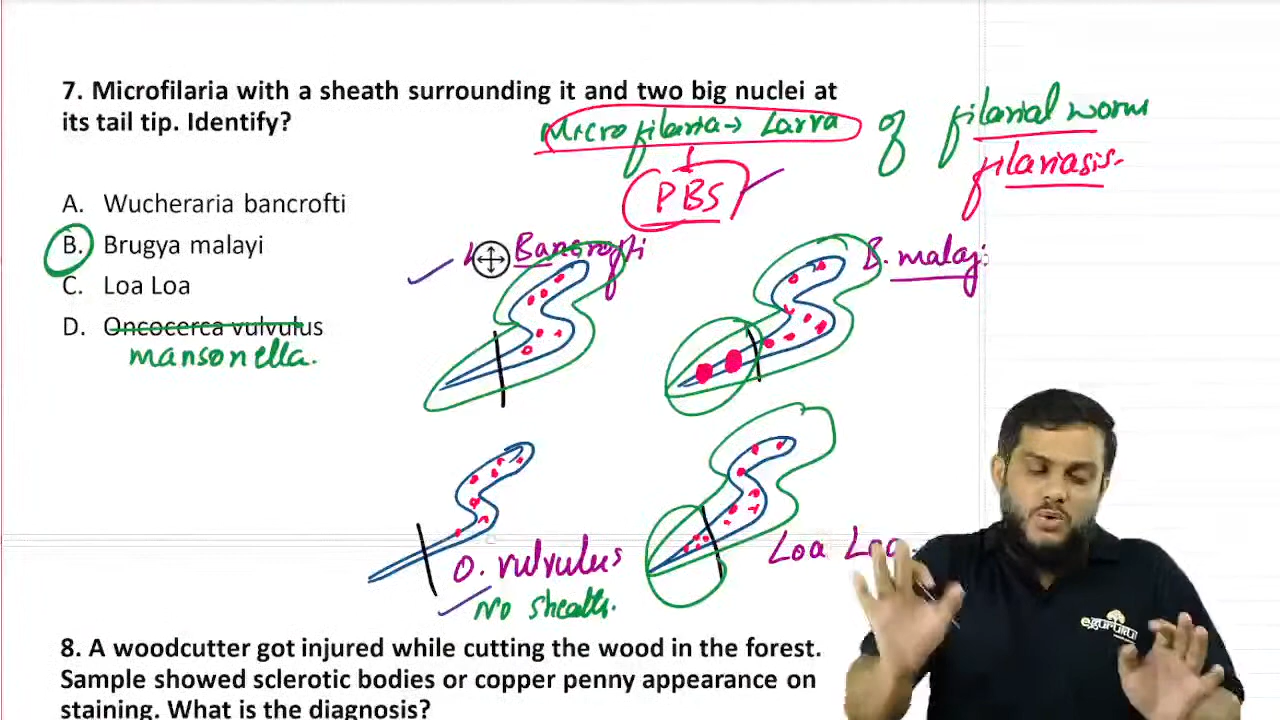 7. Microfilaria with a sheath surrounding it and two big nuclei at
its tail tip. Identify?
Microfilaria → Larva of filarial worm
filariasis.
PBS
A. Wucheraria bancrofti
B. Brugya malayi
C. Loa Loa
D. Oncocerca vulvulus
mansonella.
Bancrofti
B. malayi
O. vulvulus
No sheath.
Loa Loa
8. A woodcutter got injured while cutting the wood in the forest.
Sample showed sclerotic bodies or copper penny appearance on
staining. What is the diagnosis?
egurukul